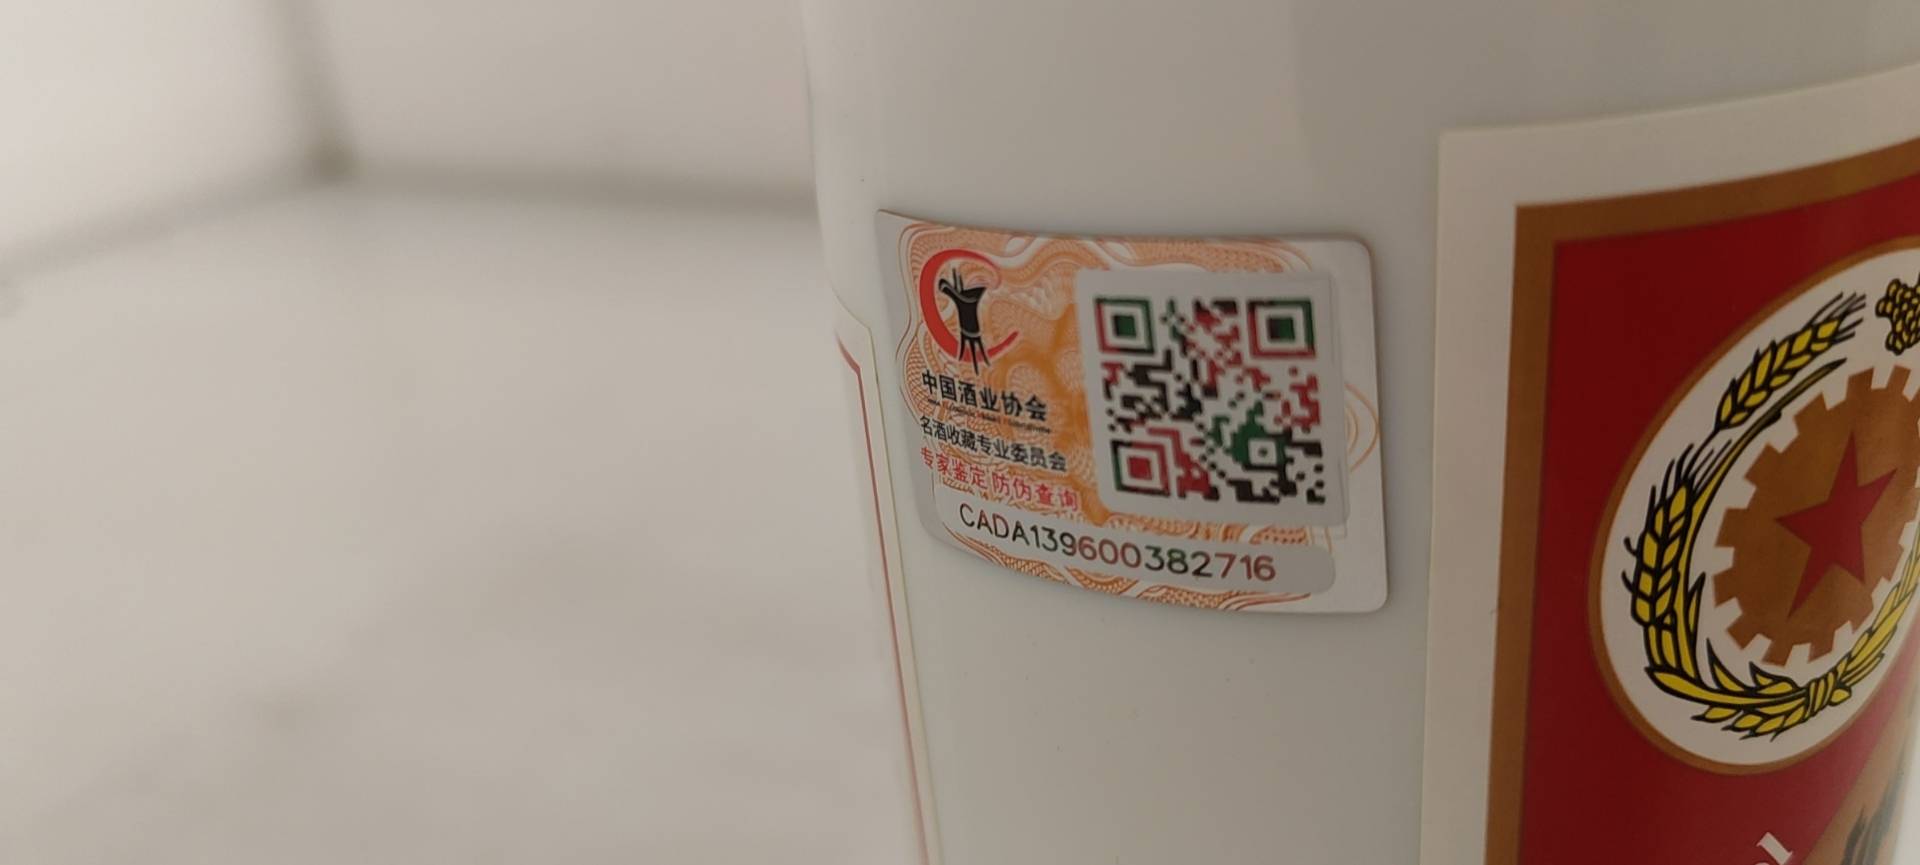 中国酒业协会
名酒收藏专业委员会
专家鉴定 防伪查询
CADA139600382716